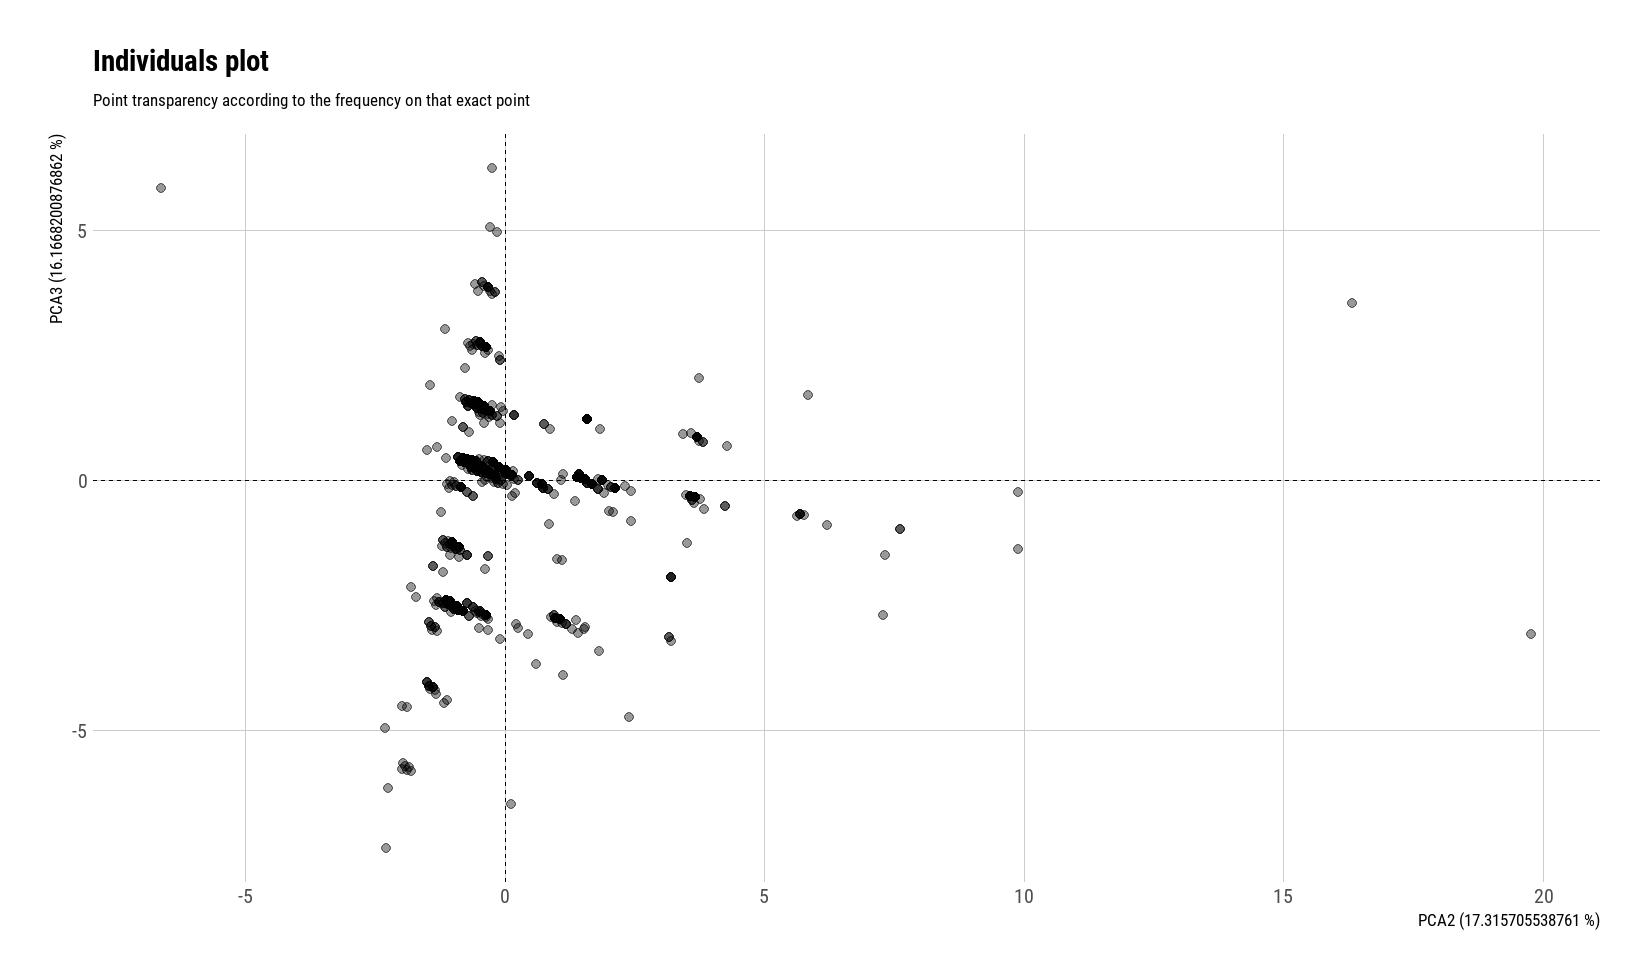 Individuals plot
Point transparency according to the frequency on that exact point
PCA3 (16.1668200876862 %)
5
0
-5
-5
0
5
10
15
20
PCA2 (17.315705538761 %)